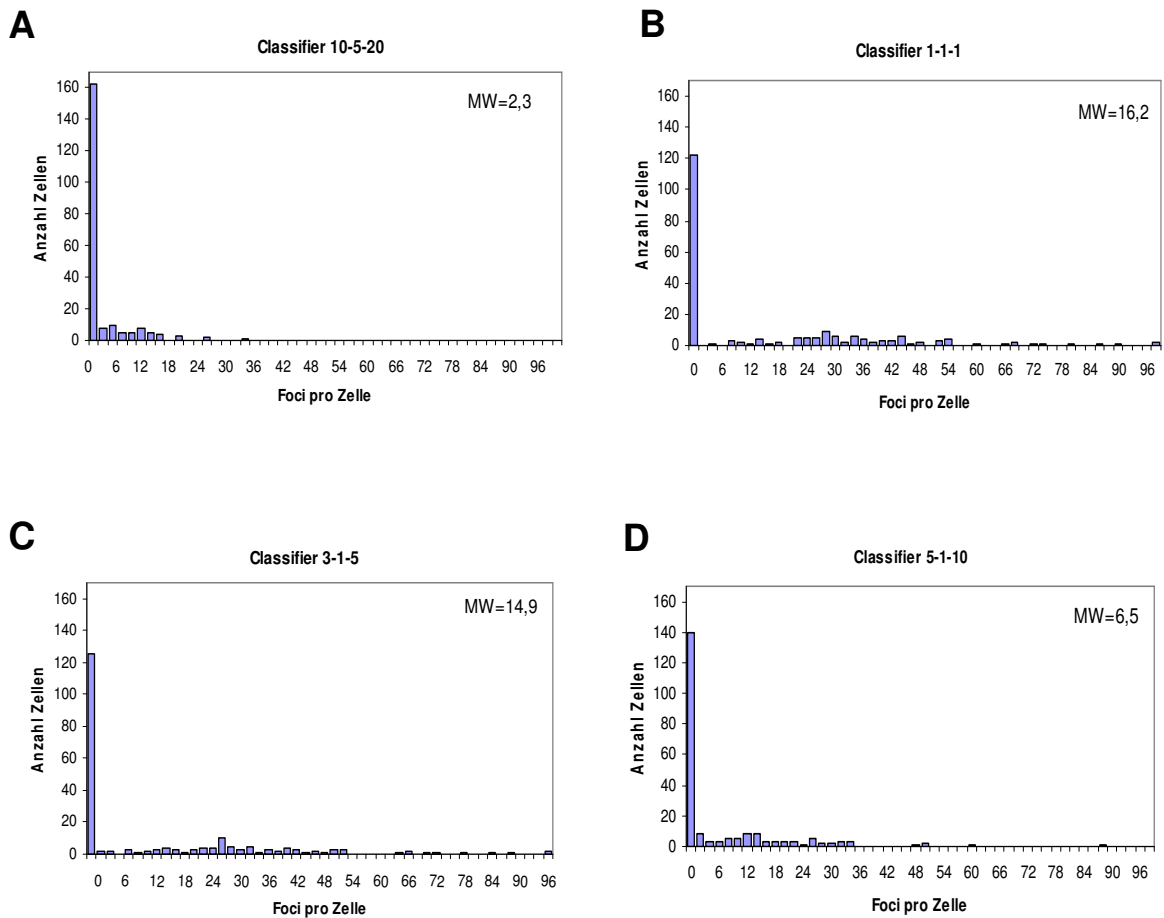 A
Classifier 10-5-20
MW=2,3
Anzahl Zellen
160
140
120
100
80
60
40
20
0
0 6 12 18 24 30 36 42 48 54 60 66 72 78 84 90 96
Foci pro Zelle
B
Classifier 1-1-1
MW=16,2
Anzahl Zellen
160
140
120
100
80
60
40
20
0
0 6 12 18 24 30 36 42 48 54 60 66 72 78 84 90 96
Foci pro Zelle
C
Classifier 3-1-5
MW=14,9
Anzahl Zellen
160
140
120
100
80
60
40
20
0
0 6 12 18 24 30 36 42 48 54 60 66 72 78 84 90 96
Foci pro Zelle
D
Classifier 5-1-10
MW=6,5
Anzahl Zellen
160
140
120
100
80
60
40
20
0
0 6 12 18 24 30 36 42 48 54 60 66 72 78 84 90 96
Foci pro Zelle